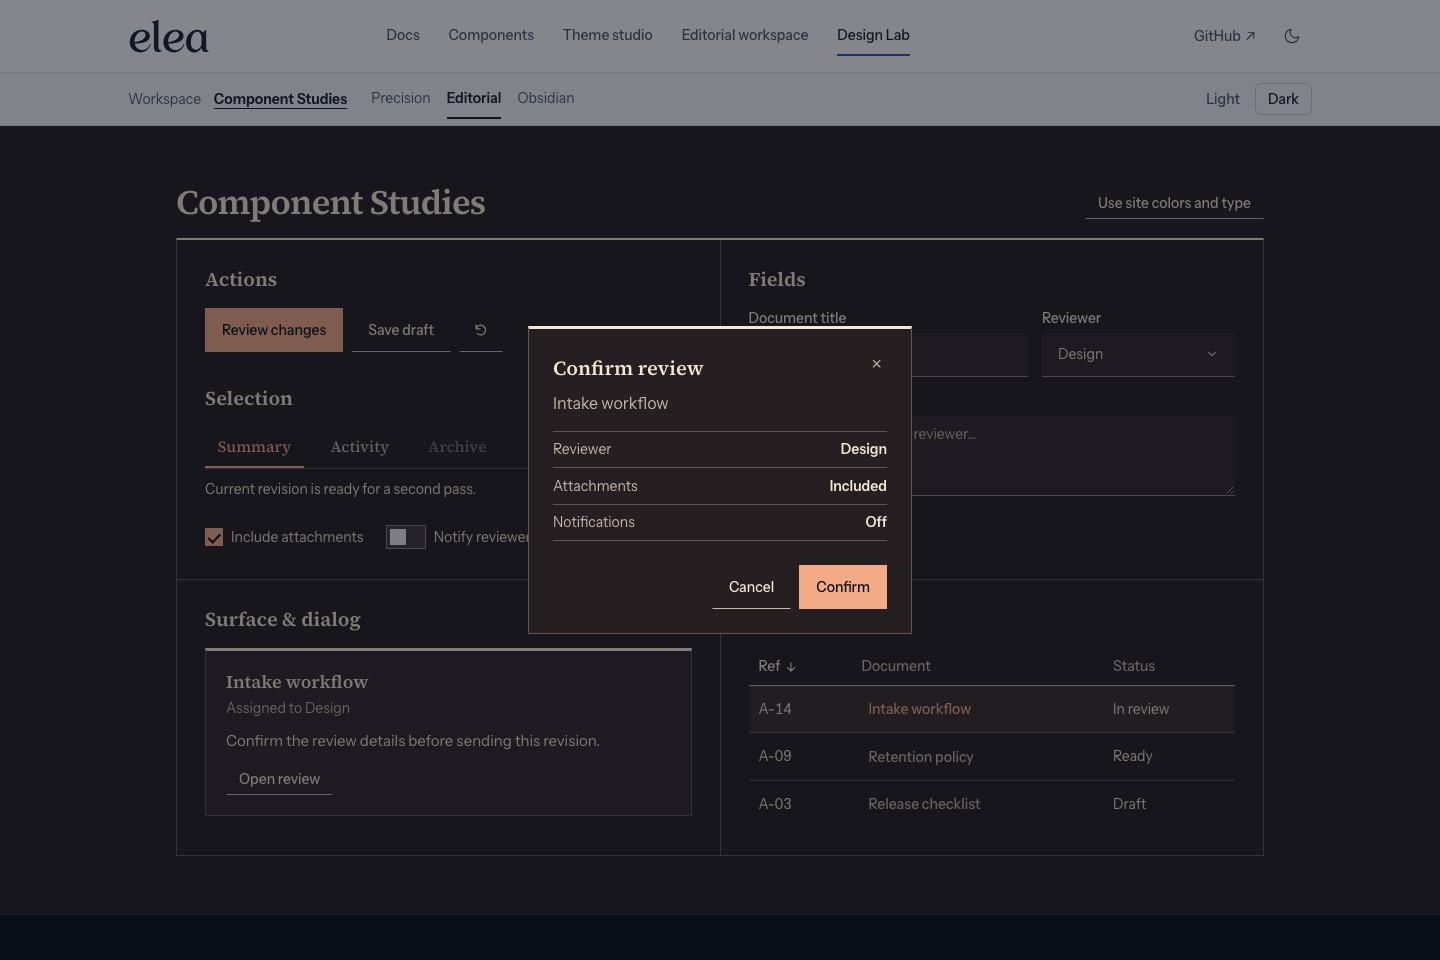 elea
Docs
Components
Theme studio
Editorial workspace
Design Lab
GitHub ↗
Workspace
Component Studies
Precision
Editorial
Obsidian
Light
Dark
Component Studies
Use site colors and type
Actions
Review changes
Save draft
Selection
Summary
Activity
Archive
Current revision is ready for a second pass.
Include attachments
Notify reviewer
Fields
Document title
Reviewer
Design
reviewer…
Confirm review
×
Intake workflow
Reviewer
Design
Attachments
Included
Notifications
Off
Cancel
Confirm
Surface & dialog
Intake workflow
Assigned to Design
Confirm the review details before sending this revision.
Open review
Ref ↓
Document
Status
A-14
Intake workflow
In review
A-09
Retention policy
Ready
A-03
Release checklist
Draft